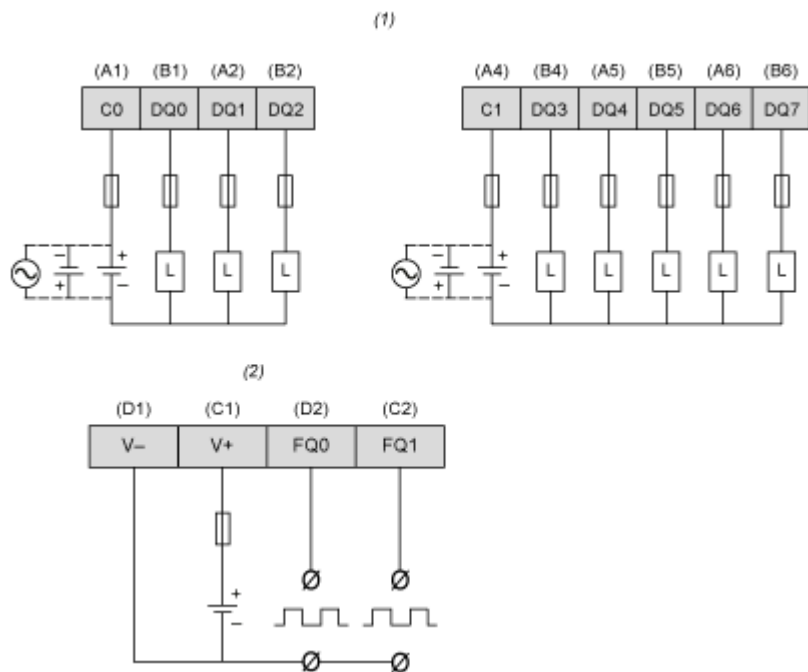 (1)
(A1) (B1) (A2) (B2) (A4) (B4) (A5) (B5) (A6) (B6)
C0 DQ0 DQ1 DQ2 C1 DQ3 DQ4 DQ5 DQ6 DQ7
− + − +
L L L L L L L L
+ − + −
(2)
(D1) (C1) (D2) (C2)
V− V+ FQ0 FQ1
+
−